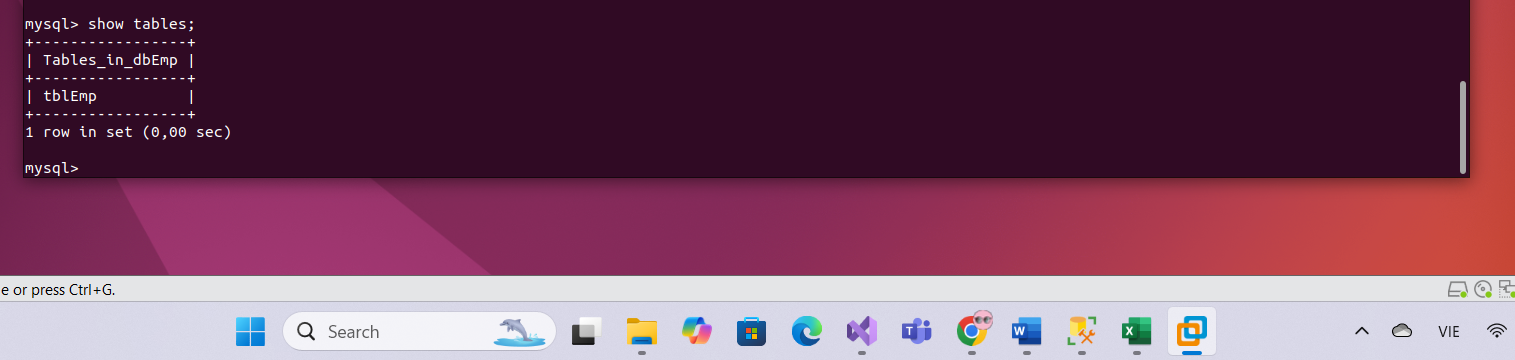 mysql> show tables;
+-----------------+
| Tables_in_dbEmp |
+-----------------+
| tblEmp          |
+-----------------+
1 row in set (0,00 sec)
mysql>
e or press Ctrl+G.
Search
VIE